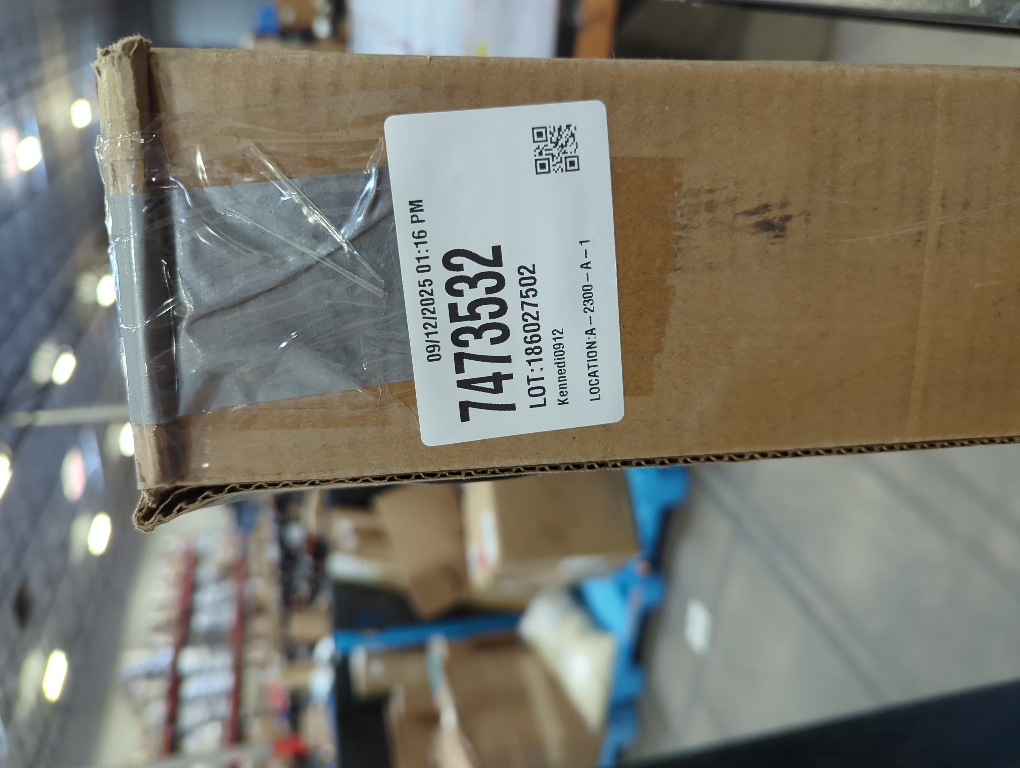 09/12/2025 01:16 PM
7473532
LOT:186027502
Kennedi0912
LOCATION:A-2300-A-1